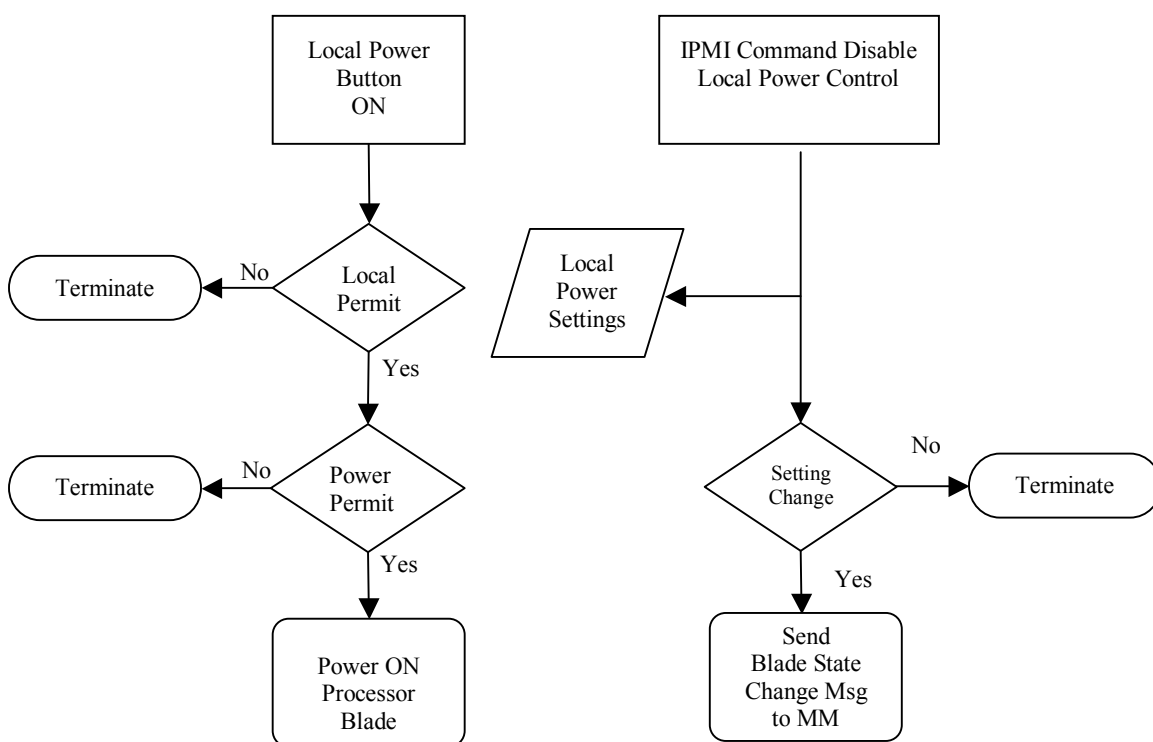 Local Power
Button
ON
Local
Permit
No
Terminate
Yes
Power
Permit
No
Terminate
Yes
Power ON
Processor
Blade
IPMI Command Disable
Local Power Control
Local
Power
Settings
Setting
Change
No
Terminate
Yes
Send
Blade State
Change Msg
to MM